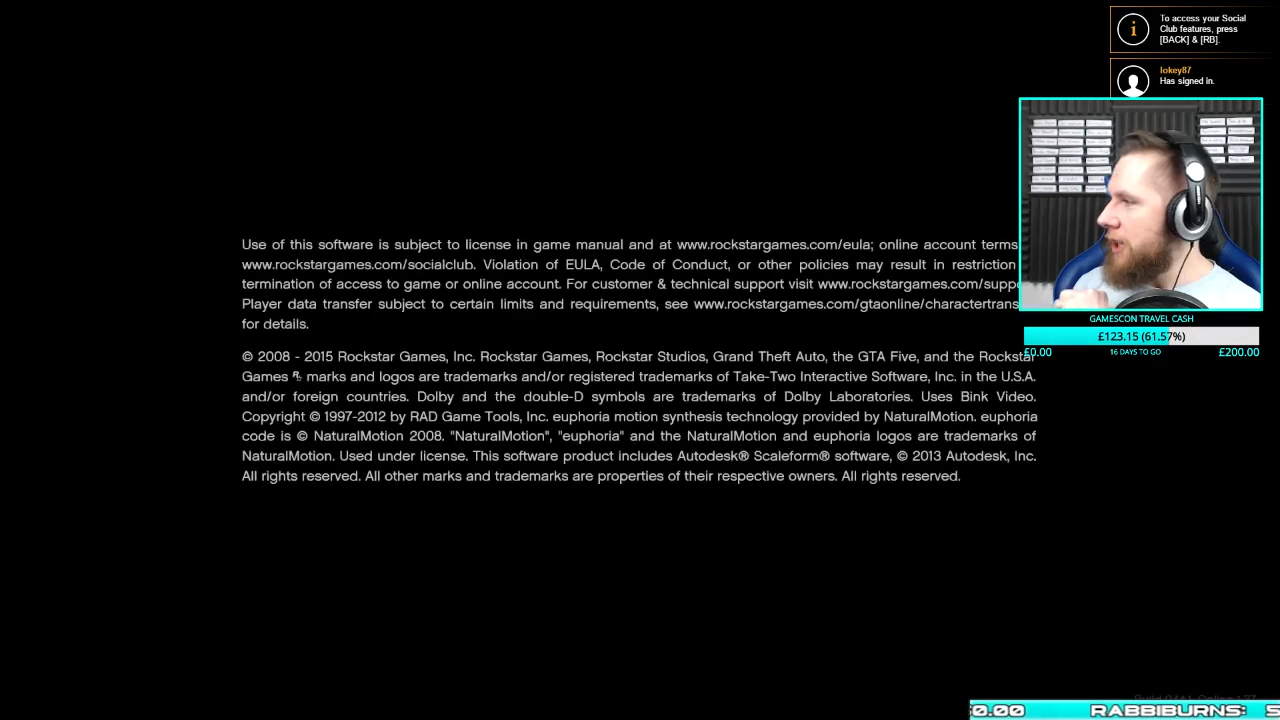 To access your Social
Club features, press
[BACK] & [RB].
lokey87
Has signed in.
Use of this software is subject to license in game manual and at www.rockstargames.com/eula; online account terms
www.rockstargames.com/socialclub. Violation of EULA, Code of Conduct, or other policies may result in restriction
termination of access to game or online account. For customer & technical support visit www.rockstargames.com/suppo
Player data transfer subject to certain limits and requirements, see www.rockstargames.com/gtaonline/charactertrans
for details.
© 2008 - 2015 Rockstar Games, Inc. Rockstar Games, Rockstar Studios, Grand Theft Auto, the GTA Five, and the Rockstar
Games R* marks and logos are trademarks and/or registered trademarks of Take-Two Interactive Software, Inc. in the U.S.A.
and/or foreign countries. Dolby and the double-D symbols are trademarks of Dolby Laboratories. Uses Bink Video.
Copyright © 1997-2012 by RAD Game Tools, Inc. euphoria motion synthesis technology provided by NaturalMotion. euphoria
code is © NaturalMotion 2008. "NaturalMotion", "euphoria" and the NaturalMotion and euphoria logos are trademarks of
NaturalMotion. Used under license. This software product includes Autodesk® Scaleform® software, © 2013 Autodesk, Inc.
All rights reserved. All other marks and trademarks are properties of their respective owners. All rights reserved.
GAMESCON TRAVEL CASH
£123.15 (61.57%)
£0.00 16 DAYS TO GO £200.00
0.00 RABBIBURNS: S